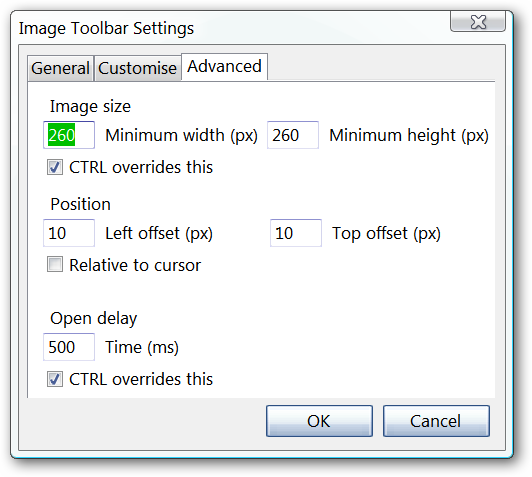 Image Toolbar Settings
General Customise Advanced
Image size
260 Minimum width (px) 260 Minimum height (px)
CTRL overrides this
Position
10 Left offset (px) 10 Top offset (px)
Relative to cursor
Open delay
500 Time (ms)
CTRL overrides this
OK Cancel